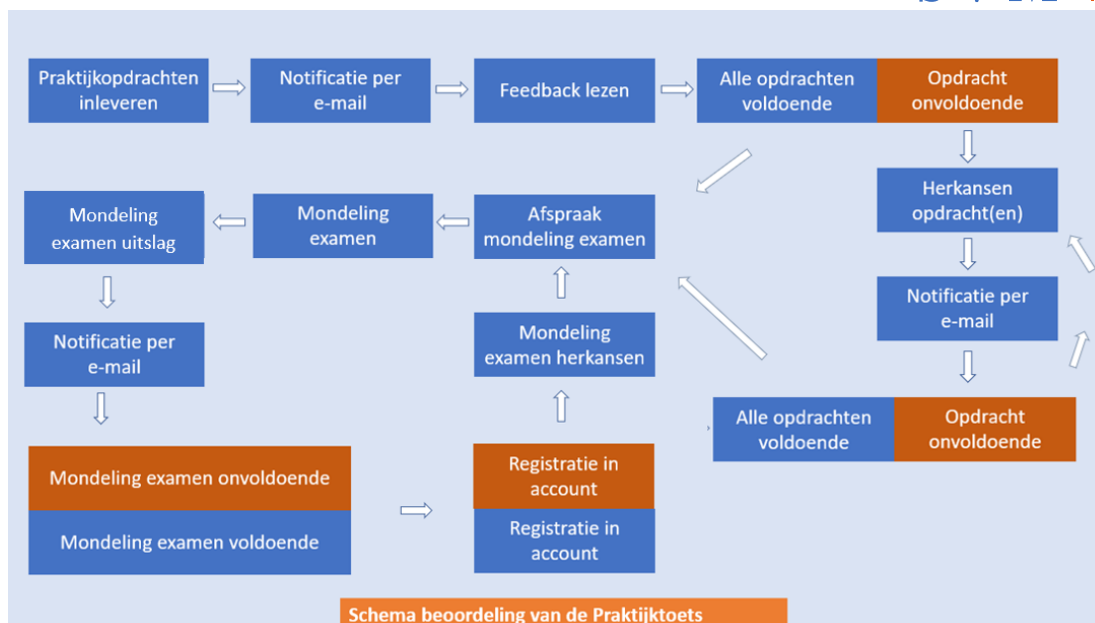 Praktijkopdrachten
inleveren
Notificatie per
e-mail
Feedback lezen
Alle opdrachten
voldoende
Opdracht
onvoldoende
Mondeling
examen uitslag
Mondeling
examen
Afspraak
mondeling examen
Herkansen
opdracht(en)
Notificatie per
e-mail
Mondeling
examen herkansen
Notificatie per
e-mail
Alle opdrachten
voldoende
Opdracht
onvoldoende
Mondeling examen onvoldoende
Registratie in
account
Mondeling examen voldoende
Registratie in
account
Schema beoordeling van de Praktijktoets